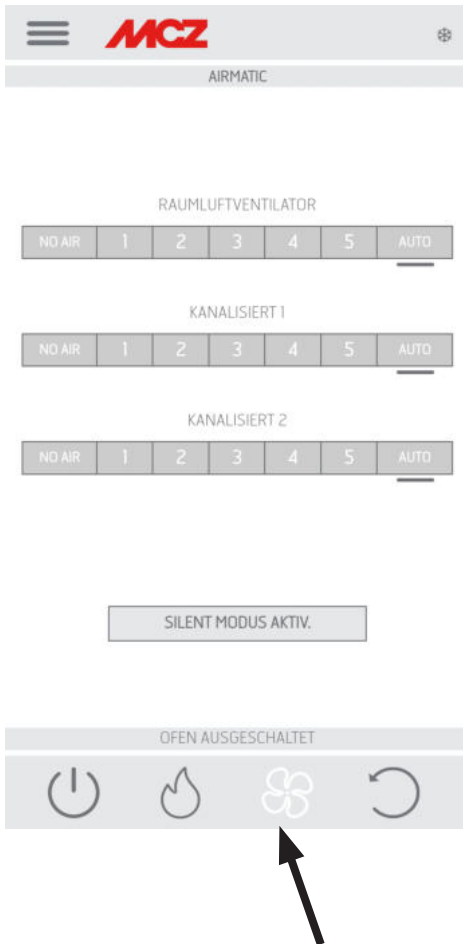 MCZ
AIRMATIC
RAUMLUFTVENTILATOR
NO AIR 1 2 3 4 5 AUTO
KANALISIERT 1
NO AIR 1 2 3 4 5 AUTO
KANALISIERT 2
NO AIR 1 2 3 4 5 AUTO
SILENT MODUS AKTIV.
OFEN AUSGESCHALTET